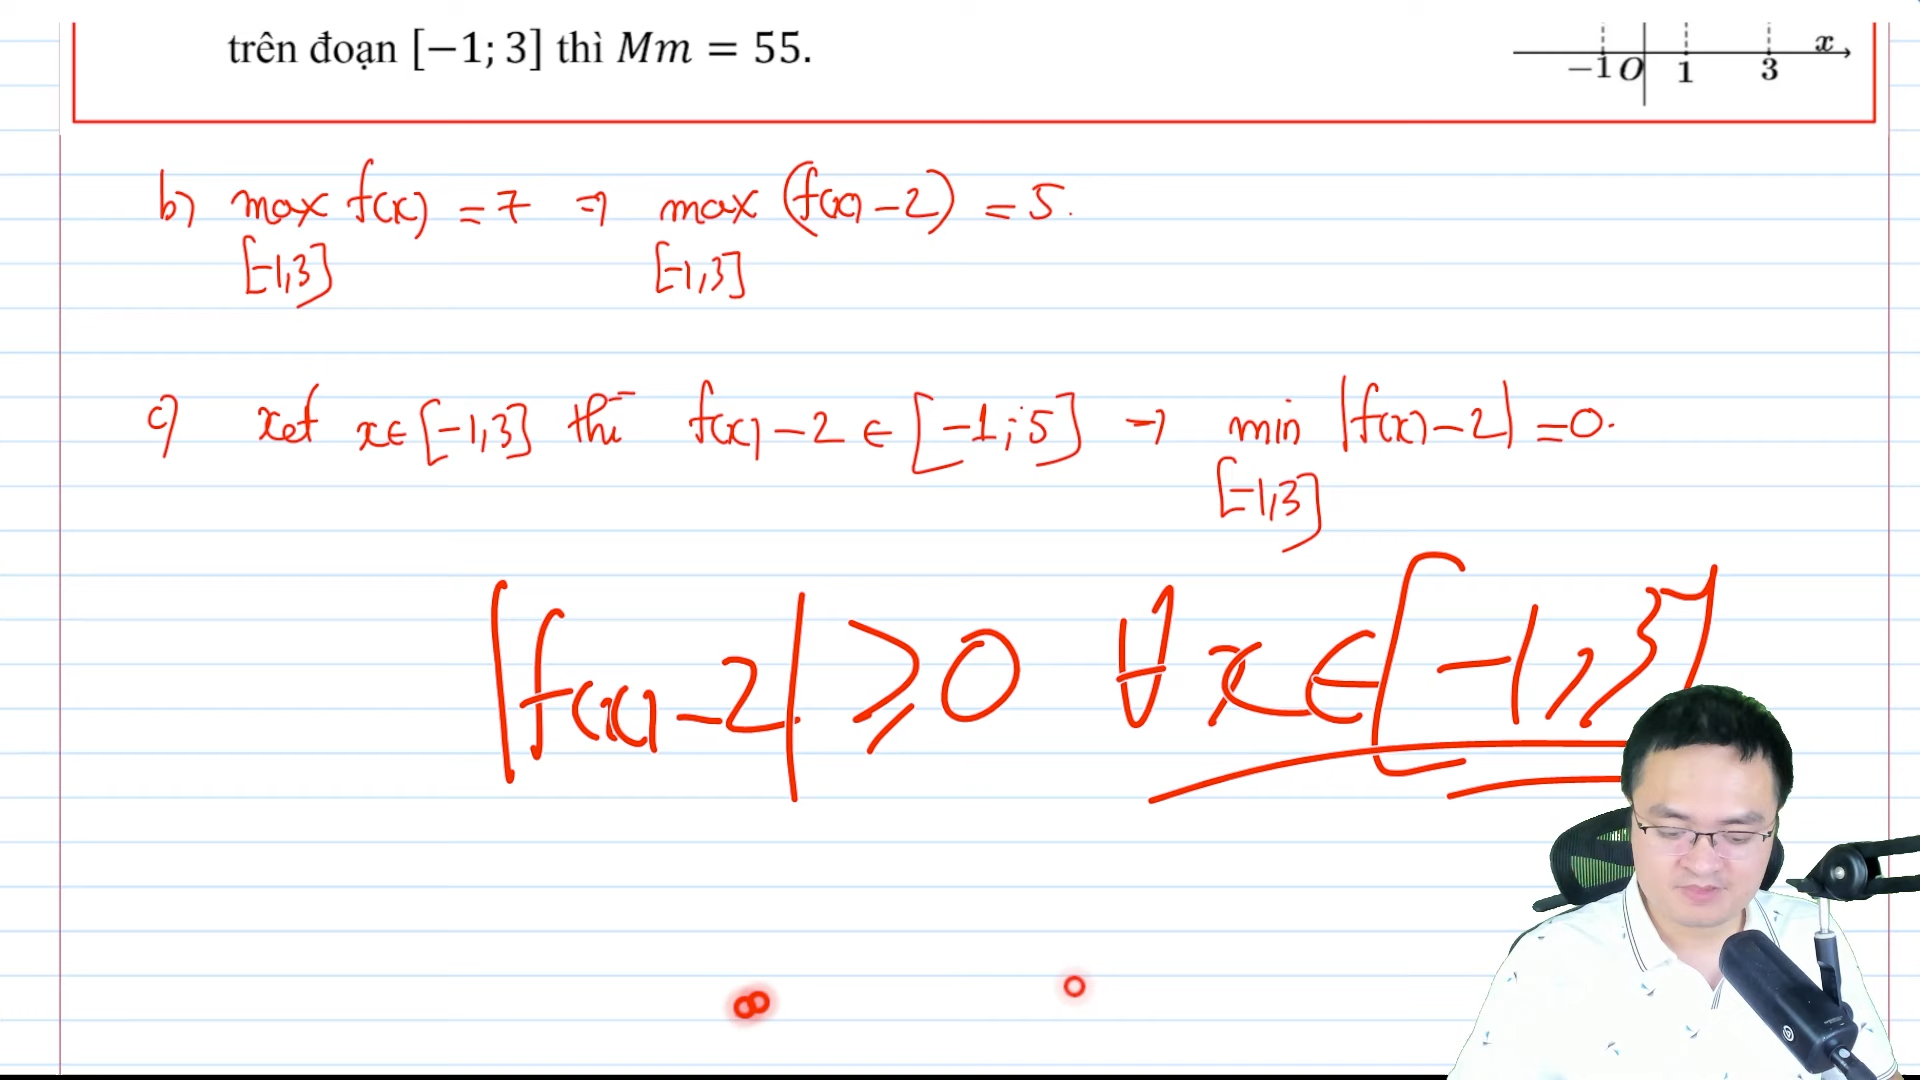 trên đoạn [−1; 3] thì Mm = 55.
x
−1 O 1 3
b) max f(x) = 7 ⇒ max (f(x) − 2) = 5.
[−1,3] [−1,3]
c) xét x ∈ [−1,3] thì f(x) − 2 ∈ [−1; 5] → min |f(x) − 2| = 0.
[−1,3]
|f(x) − 2| ≥ 0 ∀ x ∈ [−1,3]